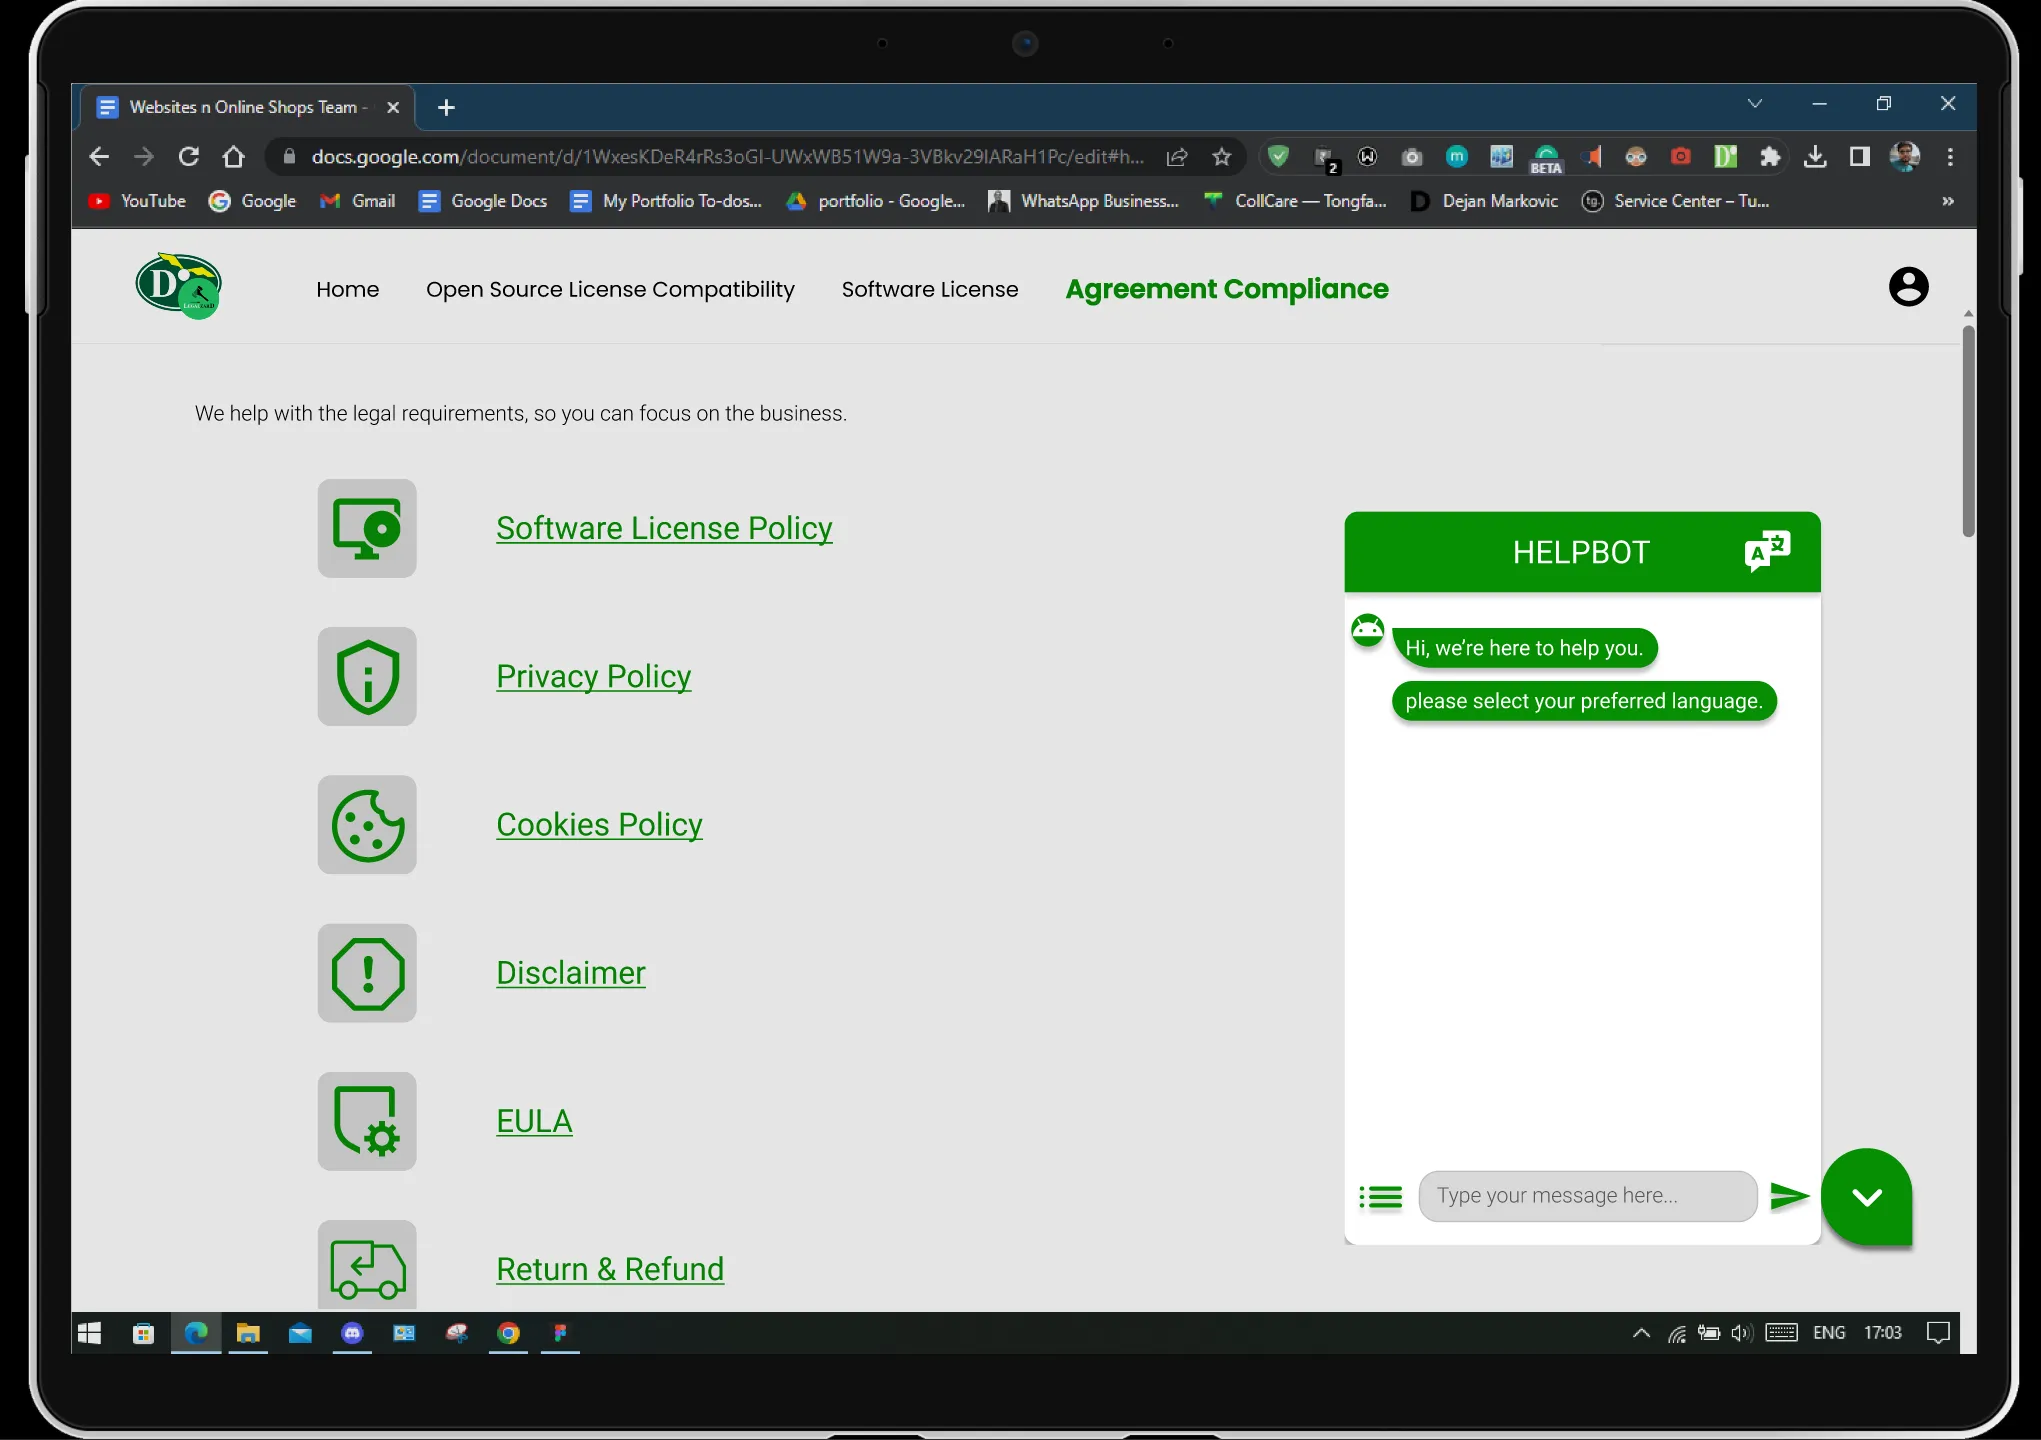 Websites n Online Shops Team -
docs.google.com/document/d/1WxesKDeR4rRs3oGI-UWxWB51W9a-3VBkv29IARaH1Pc/edit#h...
2
BETA
YouTube Google Gmail Google Docs My Portfolio To-dos... portfolio - Google... WhatsApp Business... CollCare — Tongfa... Dejan Markovic Service Center – Tu... »
D
Home Open Source License Compatibility Software License Agreement Compliance
We help with the legal requirements, so you can focus on the business.
Software License Policy
Privacy Policy
Cookies Policy
Disclaimer
EULA
Return & Refund
HELPBOT
Hi, we’re here to help you.
please select your preferred language.
Type your message here...
ENG 17:03